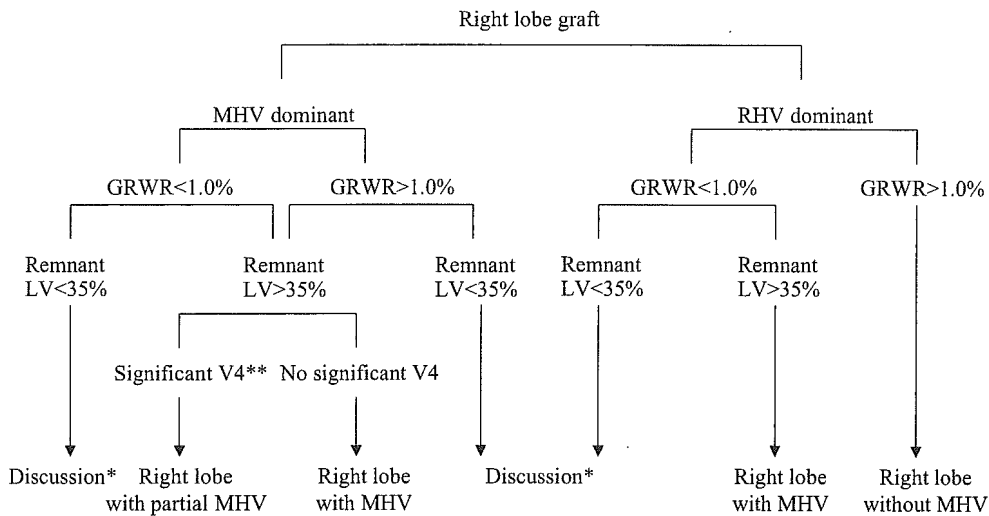 Right lobe graft
MHV dominant
RHV dominant
GRWR<1.0%
GRWR>1.0%
GRWR<1.0%
GRWR>1.0%
Remnant
LV<35%
Remnant
LV>35%
Remnant
LV<35%
Remnant
LV<35%
Remnant
LV>35%
Significant V4**
No significant V4
Discussion*
Right lobe
with partial MHV
Right lobe
with MHV
Discussion*
Right lobe
with MHV
Right lobe
without MHV